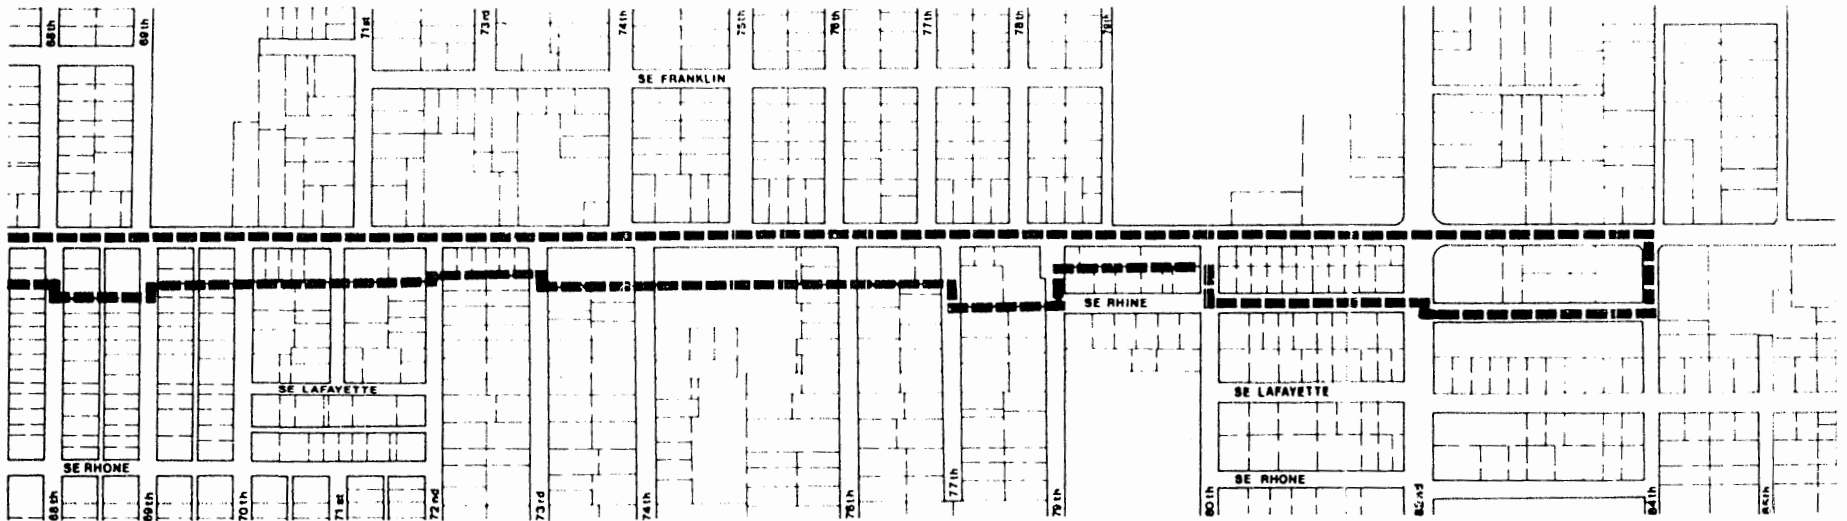 68th
69th
71st
73rd
74th
75th
76th
77th
78th
79th
SE FRANKLIN
SE RHINE
SE LAFAYETTE
SE LAFAYETTE
SE RHONE
SE RHONE
68th
69th
70th
71st
72nd
73rd
74th
76th
77th
79th
80th
82nd
84th
85th